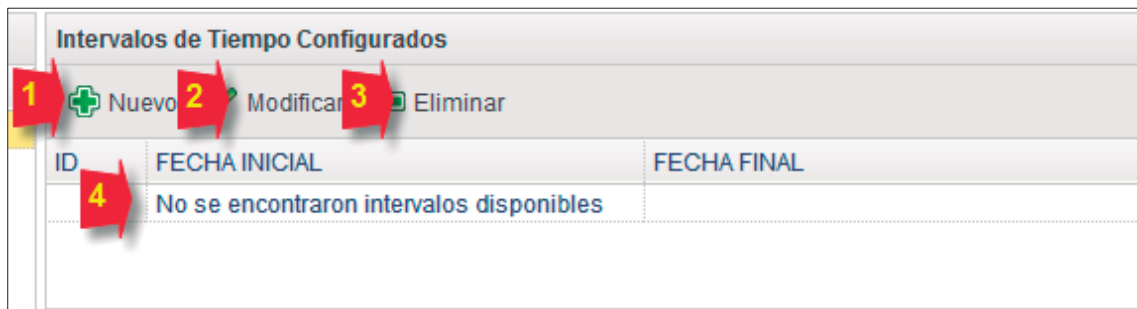 Intervalos de Tiempo Configurados
1 Nuevo 2 Modificar 3 Eliminar
ID FECHA INICIAL FECHA FINAL
4 No se encontraron intervalos disponibles